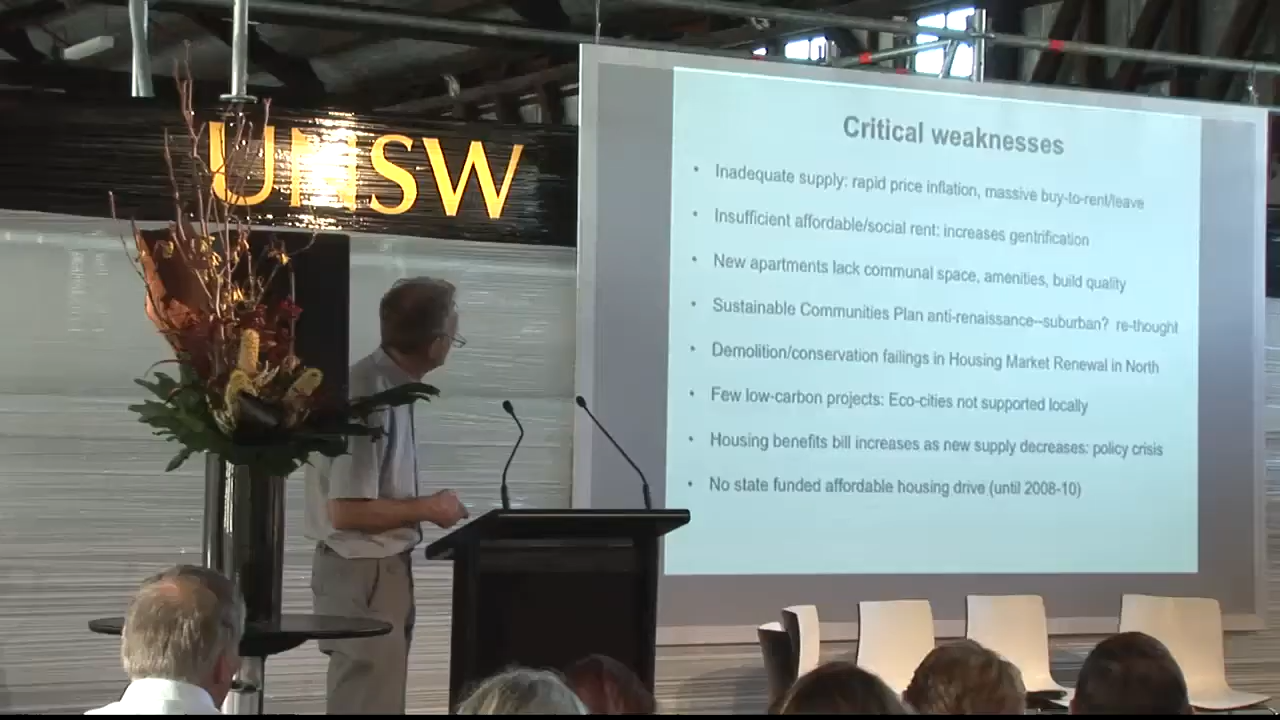 UNSW
Critical weaknesses
• Inadequate supply: rapid price inflation, massive buy-to-rent/leave
• Insufficient affordable/social rent: increases gentrification
• New apartments lack communal space, amenities, build quality
• Sustainable Communities Plan anti-renaissance--suburban? re-thought
• Demolition/conservation failings in Housing Market Renewal in North
• Few low-carbon projects: Eco-cities not supported locally
• Housing benefits bill increases as new supply decreases: policy crisis
• No state funded affordable housing drive (until 2008-10)